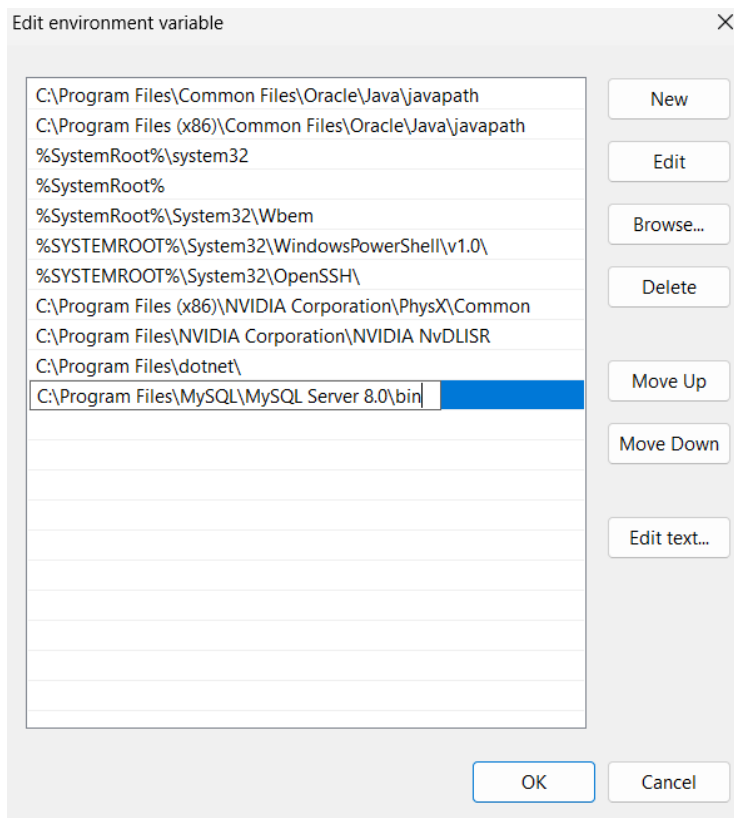 Edit environment variable
C:\Program Files\Common Files\Oracle\Java\javapath
C:\Program Files (x86)\Common Files\Oracle\Java\javapath
%SystemRoot%\system32
%SystemRoot%
%SystemRoot%\System32\Wbem
%SYSTEMROOT%\System32\WindowsPowerShell\v1.0\
%SYSTEMROOT%\System32\OpenSSH\
C:\Program Files (x86)\NVIDIA Corporation\PhysX\Common
C:\Program Files\NVIDIA Corporation\NVIDIA NvDLISR
C:\Program Files\dotnet\
C:\Program Files\MySQL\MySQL Server 8.0\bin
New
Edit
Browse...
Delete
Move Up
Move Down
Edit text...
OK
Cancel